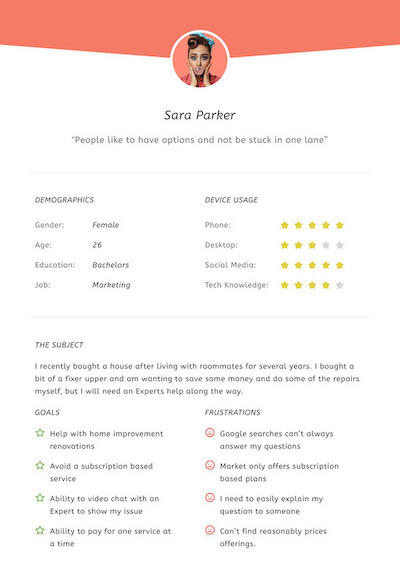 Sara Parker
"People like to have options and not be stuck in one lane"
DEMOGRAPHICS
Gender: Female
Age: 26
Education: Bachelors
Job: Marketing
DEVICE USAGE
Phone:
Desktop:
Social Media:
Tech Knowledge:
THE SUBJECT
I recently bought a house after living with roommates for several years. I bought a
bit of a fixer upper and am wanting to save some money and do some of the repairs
myself, but I will need an Experts help along the way.
GOALS
Help with home improvement
renovations
Avoid a subscription based
service
Ability to video chat with an
Expert to show my issue
Ability to pay for one service at
a time
FRUSTRATIONS
Google searches can't always
answer my questions
Market only offers subscription
based plans
I need to easily explain my
question to someone
Can't find reasonably prices
offerings.